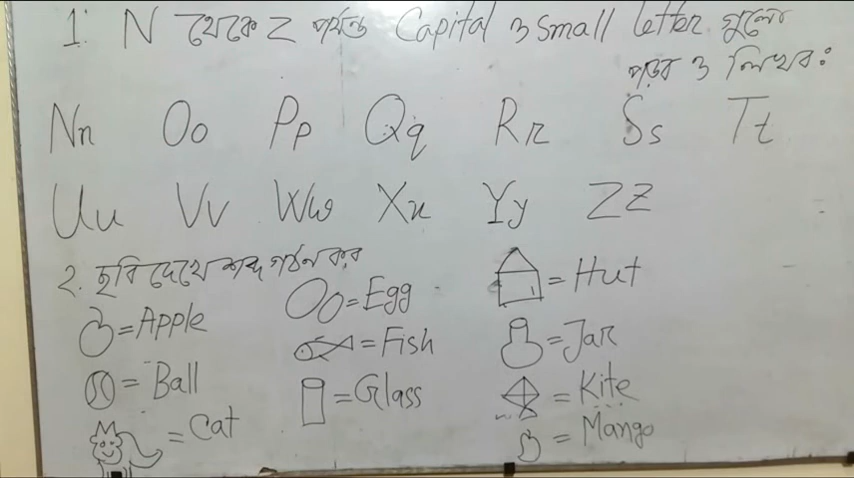 1. N থেকে Z পর্যন্ত Capital ও Small letter গুলো
পড়ব ও লিখব:
Nn Oo Pp Qq Rr Ss Tt
Uu Vv Ww Xx Yy Zz
২. ছবি দেখে শব্দ গঠন কর
= Apple
= Ball
= Cat
= Egg
= Fish
= Glass
= Hut
= Jar
= Kite
= Mango